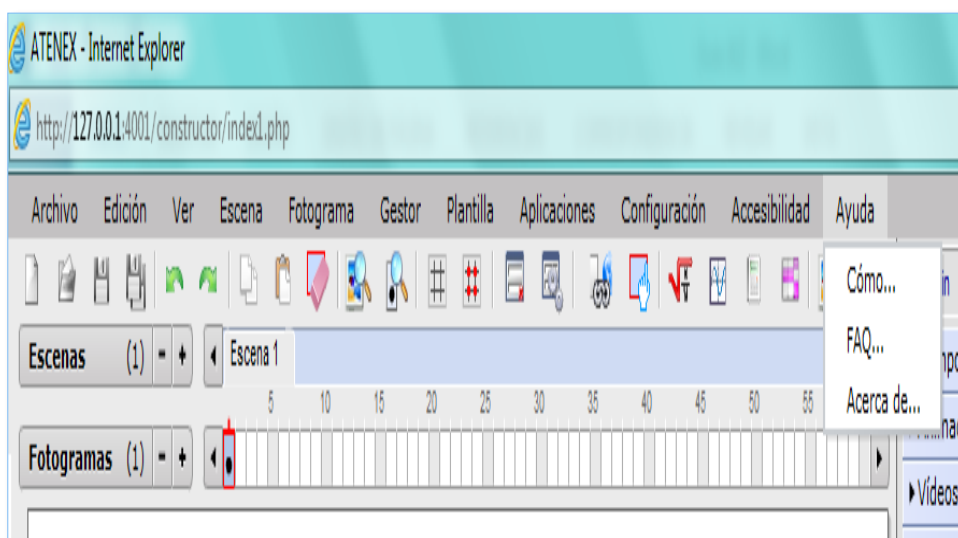 ATENEX - Internet Explorer
http://127.0.0.1:4001/constructor/index1.php
Archivo Edición Ver Escena Fotograma Gestor Plantilla Aplicaciones Configuración Accesibilidad Ayuda
Cómo...
FAQ...
Acerca de...
Escenas (1) - +
Escena 1
5 10 15 20 25 30 35 40 45 50 55
Fotogramas (1) - +
Vídeos